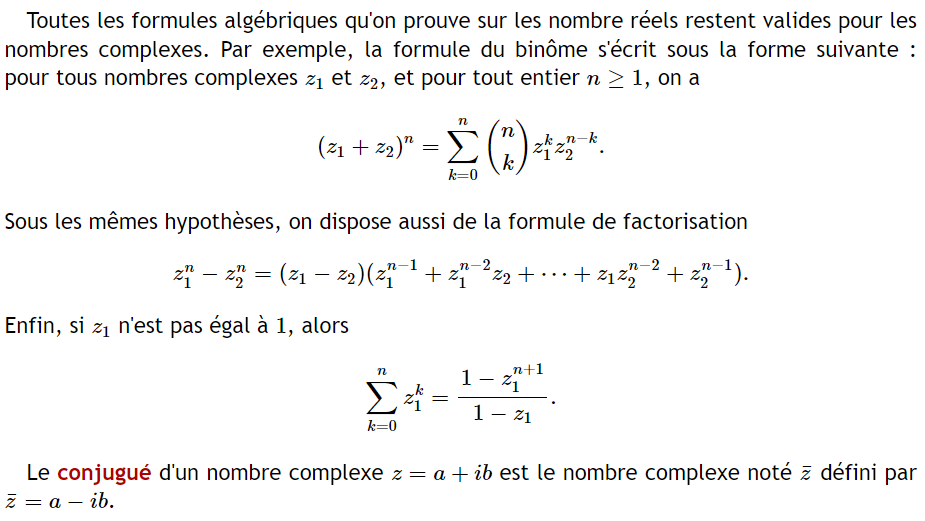 Toutes les formules algébriques qu'on prouve sur les nombre réels restent valides pour les
nombres complexes. Par exemple, la formule du binôme s'écrit sous la forme suivante :
pour tous nombres complexes $z_1$ et $z_2$, et pour tout entier $n \geq 1$, on a
$$(z_1 + z_2)^n = \sum_{k=0}^{n} \binom{n}{k} z_1^k z_2^{n-k}.$$
Sous les mêmes hypothèses, on dispose aussi de la formule de factorisation
$$z_1^n - z_2^n = (z_1 - z_2)(z_1^{n-1} + z_1^{n-2} z_2 + \cdots + z_1 z_2^{n-2} + z_2^{n-1}).$$
Enfin, si $z_1$ n'est pas égal à $1$, alors
$$\sum_{k=0}^{n} z_1^k = \frac{1 - z_1^{n+1}}{1 - z_1}.$$
Le conjugué d'un nombre complexe $z = a + ib$ est le nombre complexe noté $\bar{z}$ défini par
$\bar{z} = a - ib.$